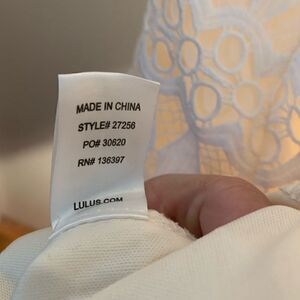 MADE IN CHINA
STYLE# 27256
PO# 30620
RN# 136397
LULUS.COM